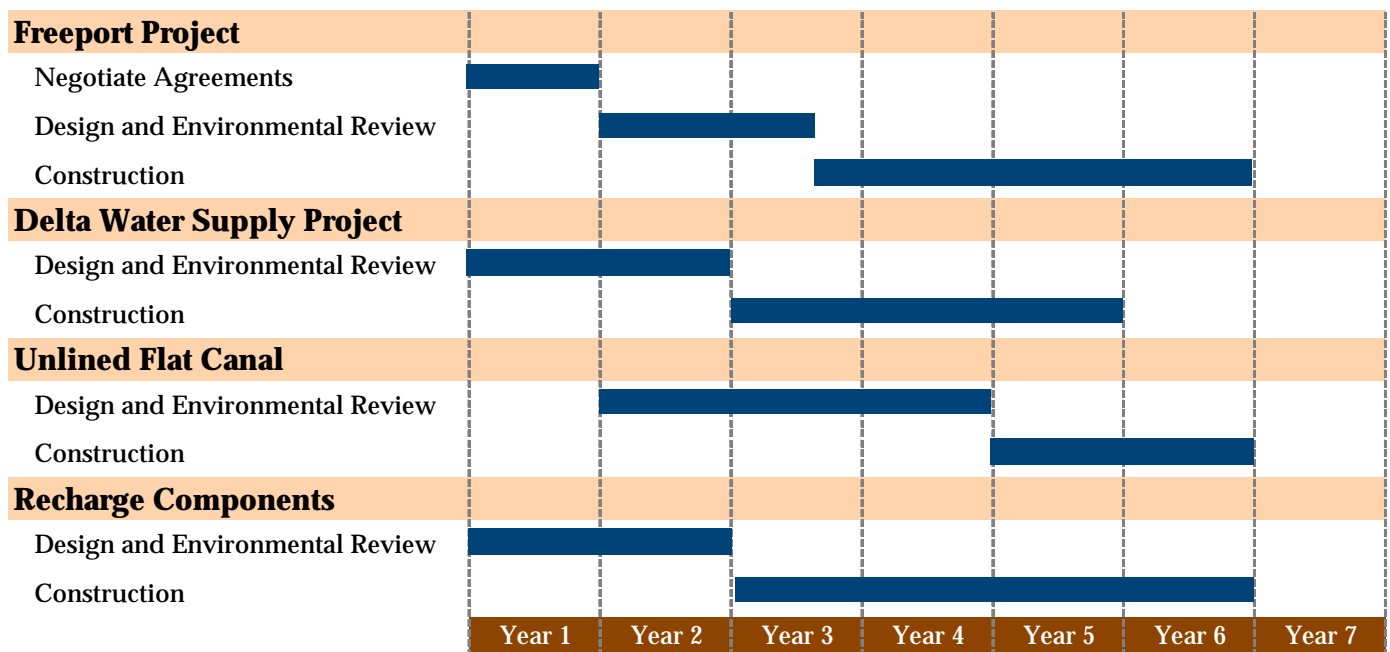 Freeport Project
Negotiate Agreements
Design and Environmental Review
Construction
Delta Water Supply Project
Design and Environmental Review
Construction
Unlined Flat Canal
Design and Environmental Review
Construction
Recharge Components
Design and Environmental Review
Construction
Year 1 Year 2 Year 3 Year 4 Year 5 Year 6 Year 7